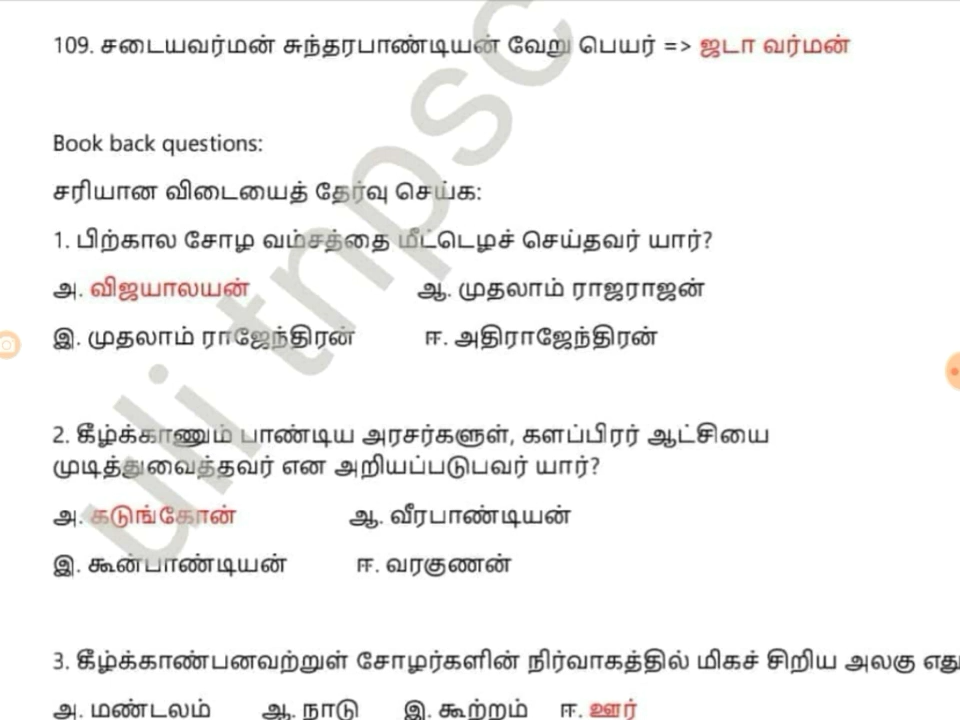 109. சடையவர்மன் சுந்தரபாண்டியன் வேறு பெயர் => ஜடா வர்மன்
Book back questions:
சரியான விடையைத் தேர்வு செய்க:
1. பிற்கால சோழ வம்சத்தை மீட்டெழச் செய்தவர் யார்?
அ. விஜயாலயன் ஆ. முதலாம் ராஜராஜன்
இ. முதலாம் ராஜேந்திரன் ஈ. அதிராஜேந்திரன்
2. கீழ்க்காணும் பாண்டிய அரசர்களுள், களப்பிரர் ஆட்சியை
முடித்துவைத்தவர் என அறியப்படுபவர் யார்?
அ. கடுங்கோன் ஆ. வீரபாண்டியன்
இ. கூன்பாண்டியன் ஈ. வரகுணன்
3. கீழ்க்காண்பனவற்றுள் சோழர்களின் நிர்வாகத்தில் மிகச் சிறிய அலகு எது
அ. மண்டலம் ஆ. நாடு இ. கூற்றம் ஈ. ஊர்
uli tnpsc